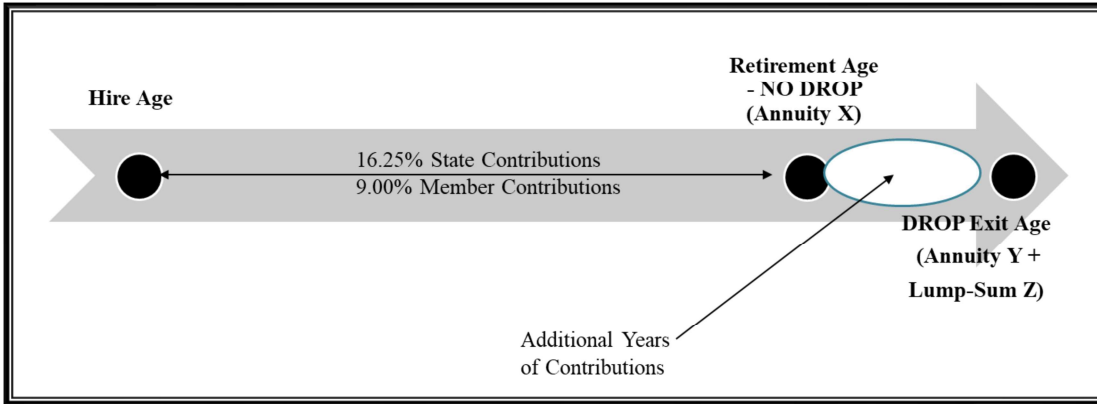 Hire Age
Retirement Age
- NO DROP
(Annuity X)
16.25% State Contributions
9.00% Member Contributions
DROP Exit Age
(Annuity Y +
Lump-Sum Z)
Additional Years
of Contributions